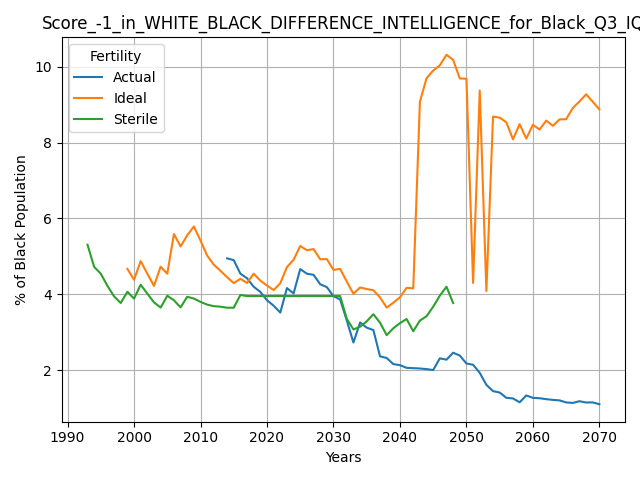 Score_-1_in_WHITE_BLACK_DIFFERENCE_INTELLIGENCE_for_Black_Q3_IQ
Fertility
Actual
Ideal
Sterile
% of Black Population
10
8
6
4
2
1990 2000 2010 2020 2030 2040 2050 2060 2070
Years